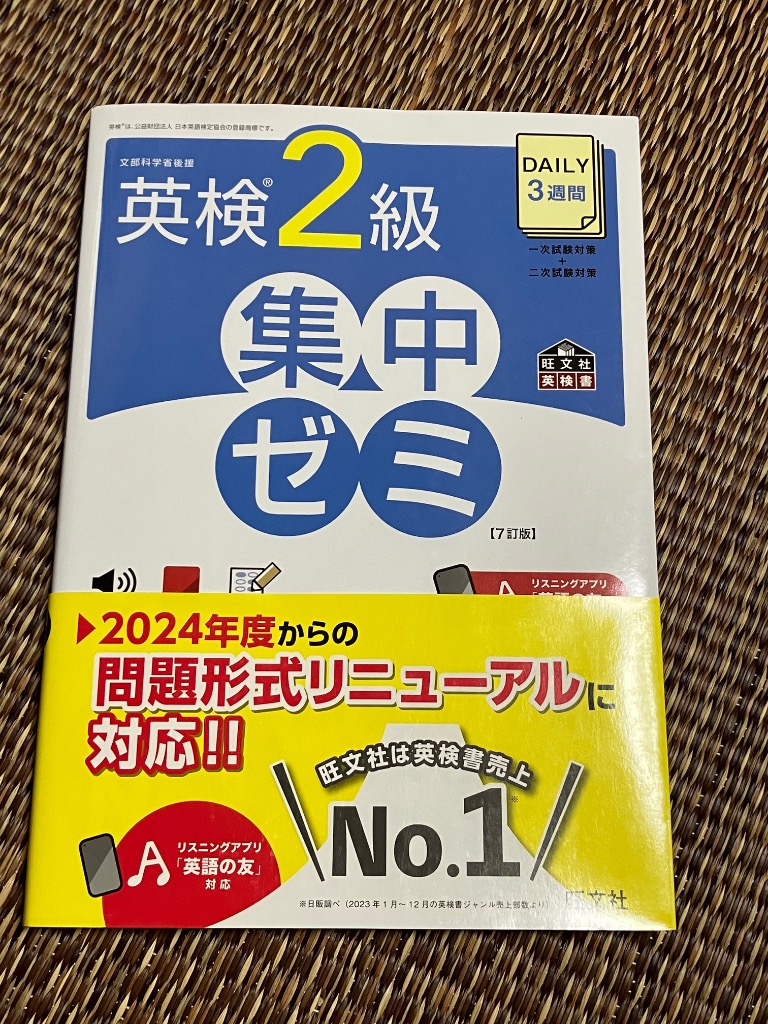 英検®は、公益財団法人 日本英語検定協会の登録商標です。
文部科学省後援
英検®2級
DAILY
3週間
一次試験対策
+
二次試験対策
集中
ゼミ
旺文社
英検書
【7訂版】
リスニングアプリ
「英語の友」
▶2024年度からの
問題形式リニューアルに
対応!!
旺文社は英検書売上
No.1※
リスニングアプリ
「英語の友」
対応
※日販調べ(2023年1月~12月の英検書ジャンル売上部数より)
旺文社